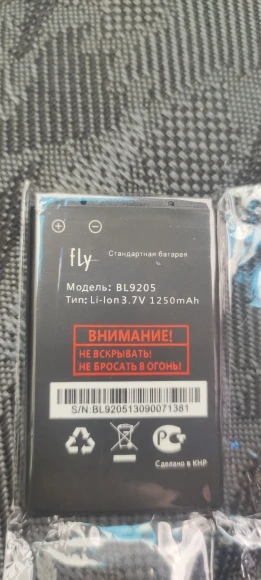 fly Стандартная батарея
Модель: BL9205
Тип: Li-Ion 3.7V 1250mAh
ВНИМАНИЕ!
НЕ ВСКРЫВАТЬ!
НЕ БРОСАТЬ В ОГОНЬ!
S/N:BL920513090071381
Сделано в КНР